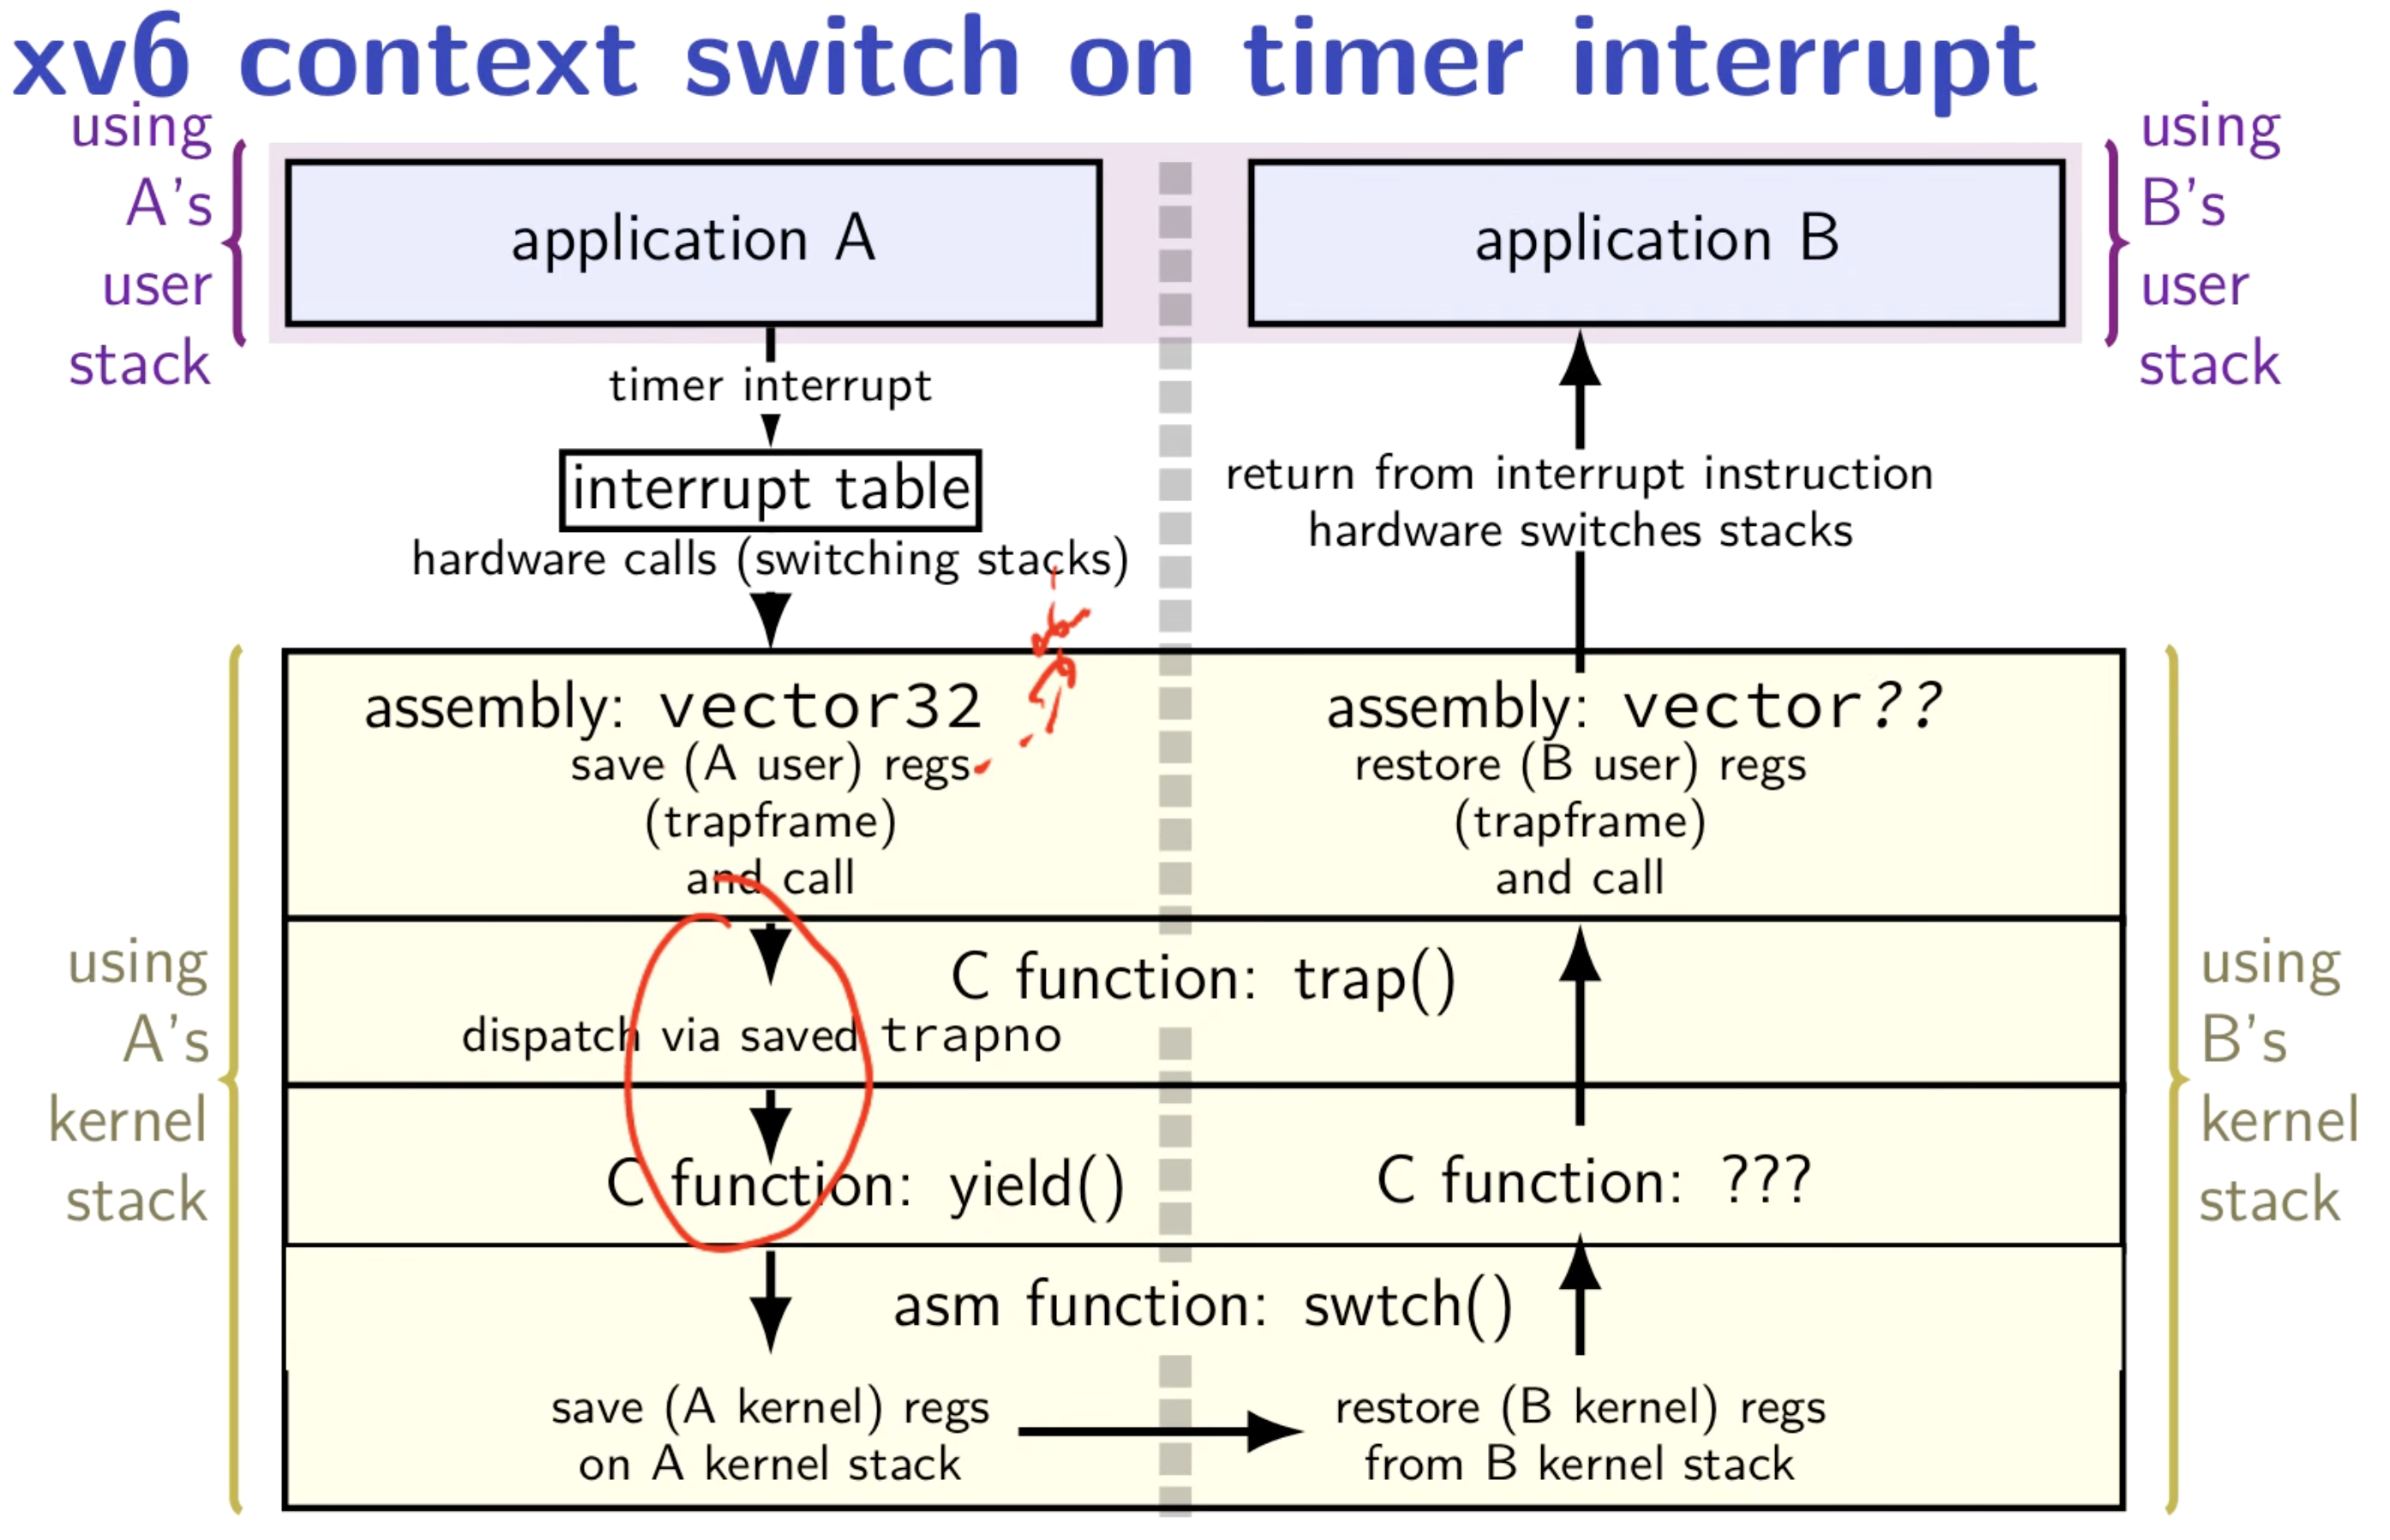 xv6 context switch on timer interrupt
using
A's
user
stack
application A
application B
using
B's
user
stack
timer interrupt
interrupt table
hardware calls (switching stacks)
return from interrupt instruction
hardware switches stacks
using
A's
kernel
stack
assembly: vector32
save (A user) regs
(trapframe)
and call
assembly: vector??
restore (B user) regs
(trapframe)
and call
C function: trap()
dispatch via saved trapno
C function: yield()
C function: ???
asm function: swtch()
save (A kernel) regs
on A kernel stack
restore (B kernel) regs
from B kernel stack
using
B's
kernel
stack